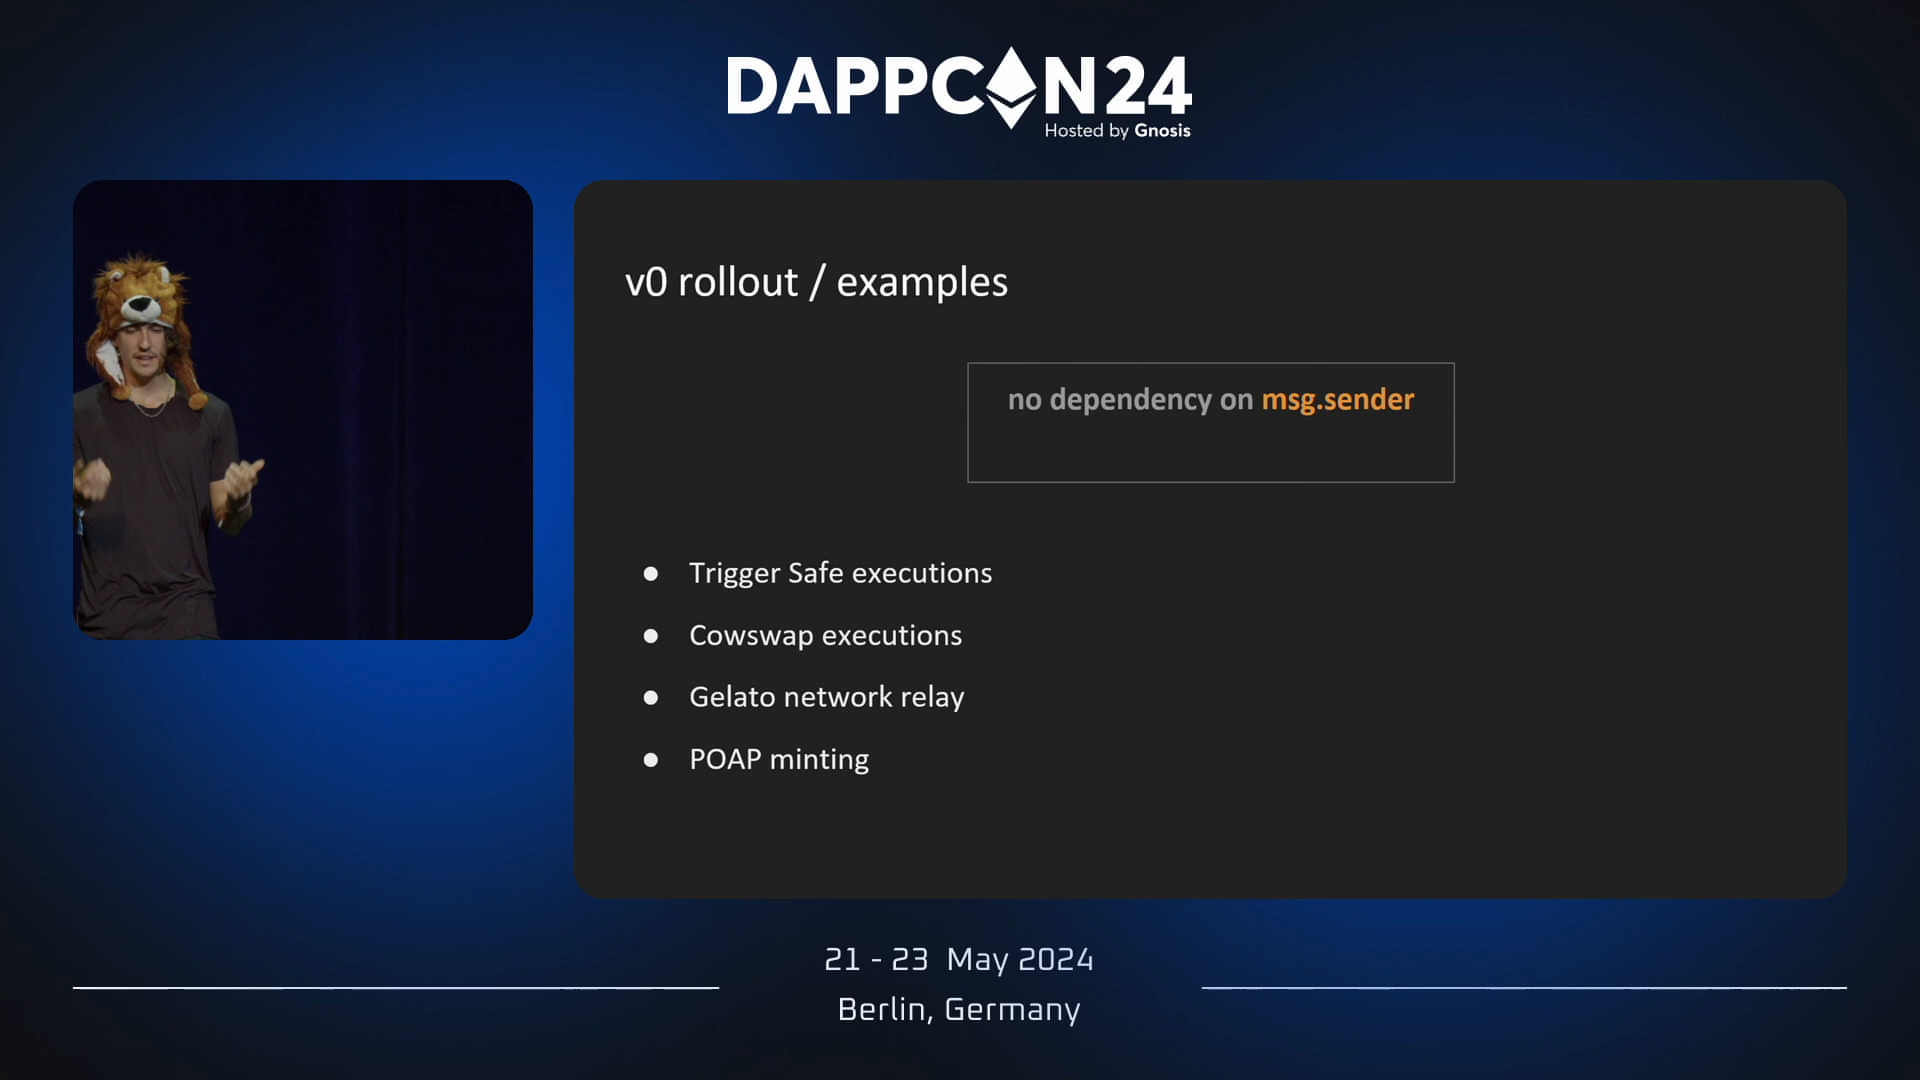 DAPPCON24
Hosted by Gnosis
v0 rollout / examples
no dependency on msg.sender
● Trigger Safe executions
● Cowswap executions
● Gelato network relay
● POAP minting
21 - 23 May 2024
Berlin, Germany